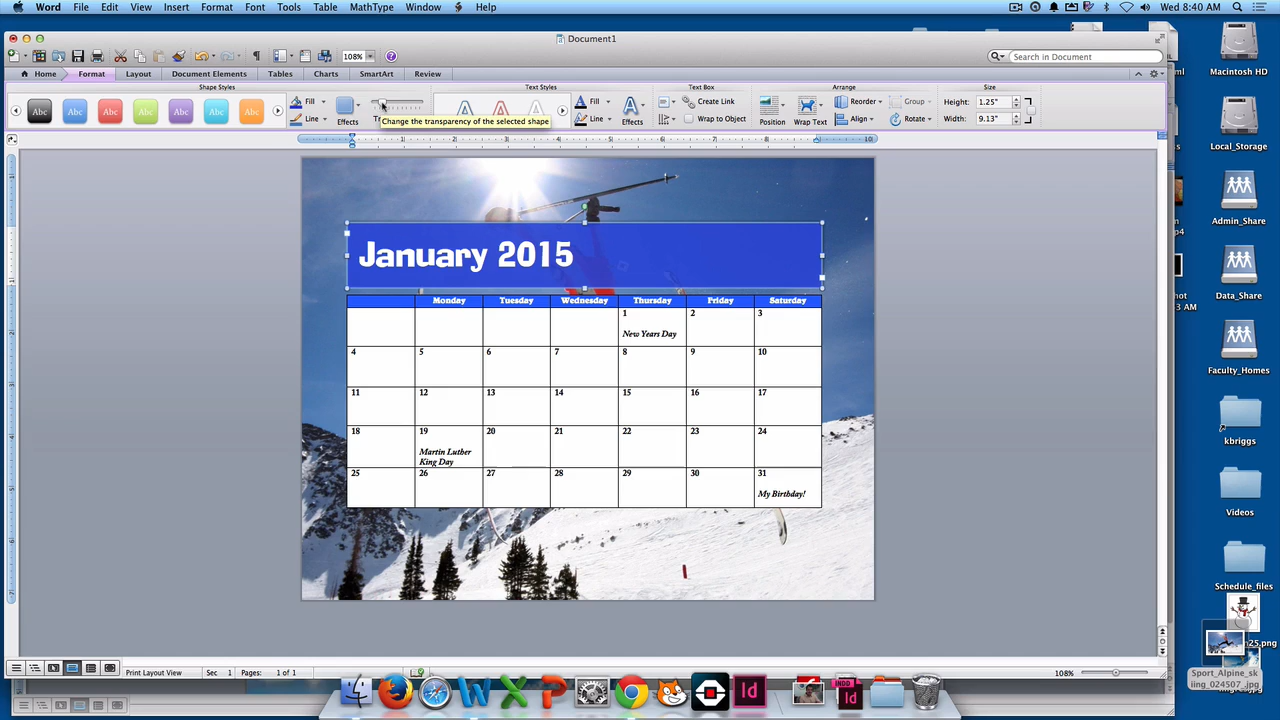 Word File Edit View Insert Format Font Tools Table MathType Window Help Wed 8:40 AM
Document1
108% Search in Document
Home Format Layout Document Elements Tables Charts SmartArt Review
Shape Styles Text Styles Text Box Arrange Size
Abc Abc Abc Abc Abc Abc Fill Line Effects A A A Fill Line Effects Create Link Wrap to Object Position Wrap Text Reorder Align Group Rotate Height: 1.25" Width: 9.13"
Change the transparency of the selected shape
January 2015
Monday Tuesday Wednesday Thursday Friday Saturday
1 2 3
New Years Day
4 5 6 7 8 9 10
11 12 13 14 15 16 17
18 19 20 21 22 23 24
Martin Luther
King Day
25 26 27 28 29 30 31
My Birthday!
Print Layout View Sec 1 Pages: 1 of 1 108%
Macintosh HD
Local_Storage
Admin_Share
Data_Share
Faculty_Homes
kbriggs
Videos
Schedule_files
Sport_Alpine_sk
iing_024507_.jpg
Id
INDD
Id